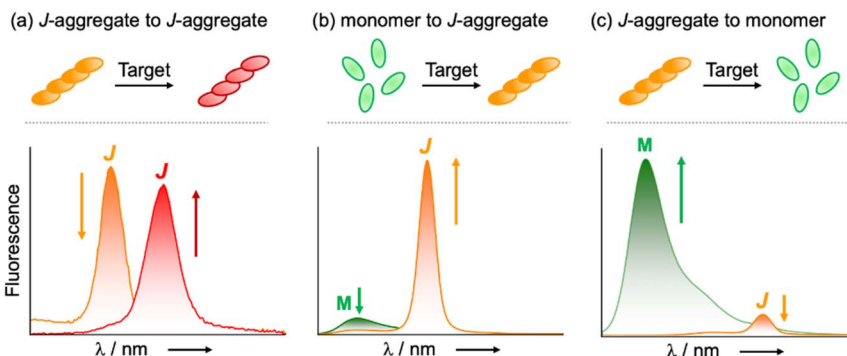 (a) J-aggregate to J-aggregate
(b) monomer to J-aggregate
(c) J-aggregate to monomer
Target
Target
Target
Fluorescence
J
J
λ / nm
M
J
λ / nm
M
J
λ / nm